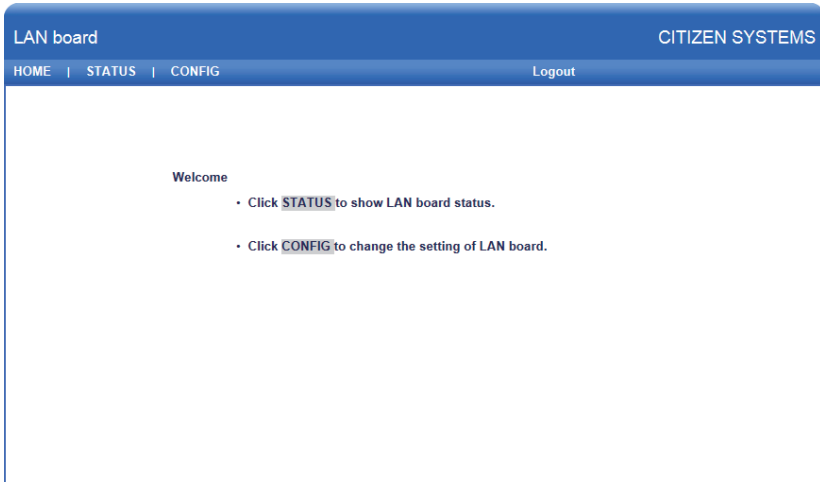 LAN board CITIZEN SYSTEMS
HOME | STATUS | CONFIG Logout
Welcome
• Click STATUS to show LAN board status.
• Click CONFIG to change the setting of LAN board.